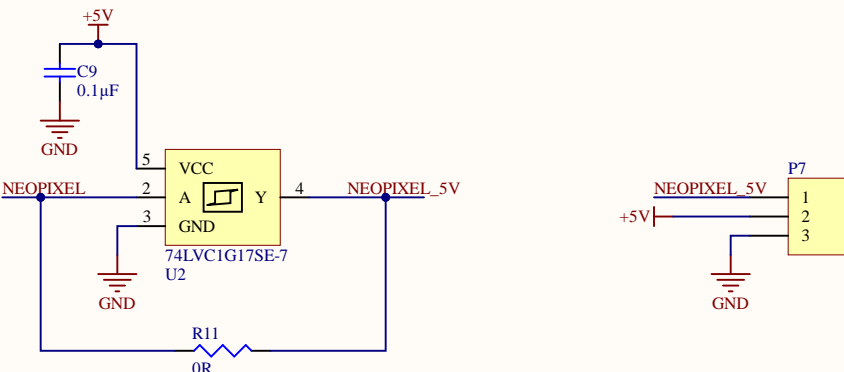 +5V
C9
0.1µF
GND
5 VCC
NEOPIXEL 2 A Y 4 NEOPIXEL_5V
3 GND
74LVC1G17SE-7
U2
GND
R11
0R
P7
NEOPIXEL_5V 1
+5V 2
3
GND